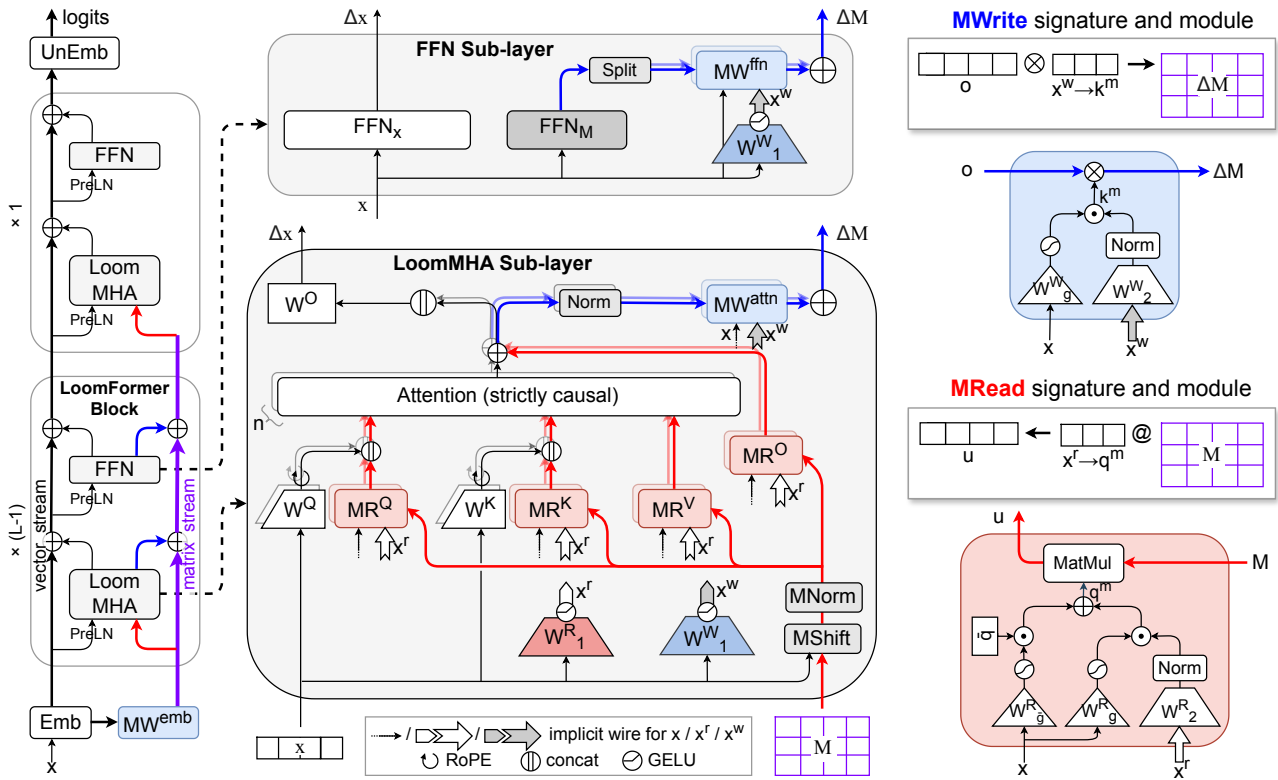 logits
UnEmb
FFN
PreLN
× 1
Loom
MHA
PreLN
LoomFormer
Block
FFN
PreLN
× (L-1)
vector stream
matrix stream
Loom
MHA
PreLN
Emb
MW^emb
x
Δx
ΔM
FFN Sub-layer
Split
MW^ffn
x^w
FFN_x
FFN_M
W^W_1
x
Δx
ΔM
LoomMHA Sub-layer
W^O
Norm
MW^attn
x
x^w
Attention (strictly causal)
n
MR^O
x^r
W^Q
MR^Q
W^K
MR^K
MR^V
x^r
x^r
x^r
x^r
x^w
MNorm
W^R_1
W^W_1
MShift
x
/ / implicit wire for x / x^r / x^w
RoPE
concat
GELU
M
MWrite signature and module
o
⊗
x^w→k^m
ΔM
o
ΔM
k^m
Norm
W^W_g
W^W_2
x
x^w
MRead signature and module
u
x^r→q^m
@
M
u
MatMul
M
q^m
q̄
Norm
W^R_ḡ
W^R_g
W^R_2
x
x^r